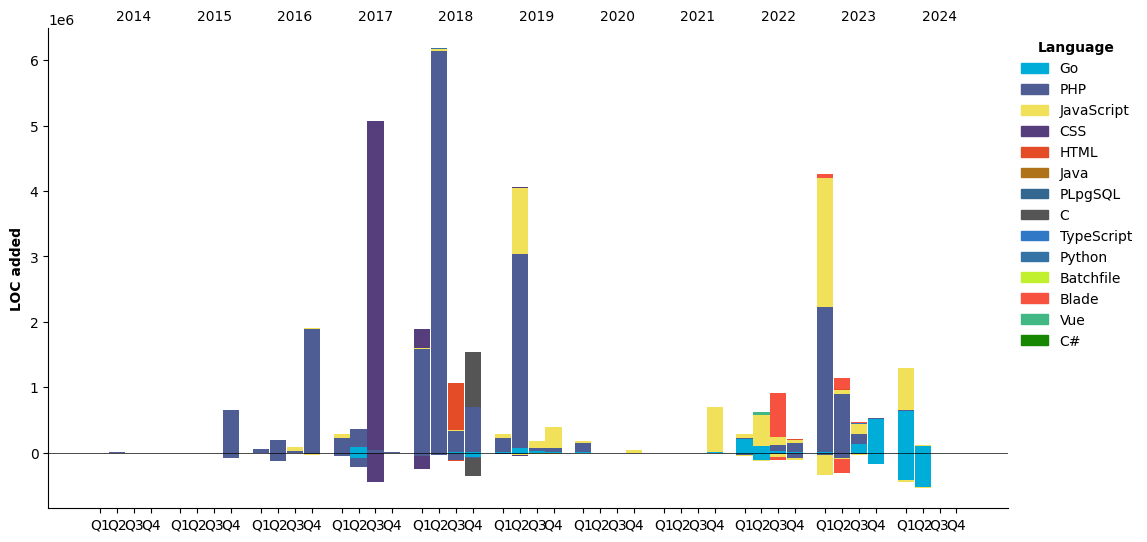 1e6
2014 2015 2016 2017 2018 2019 2020 2021 2022 2023 2024
LOC added
6
5
4
3
2
1
0
Q1Q2Q3Q4 Q1Q2Q3Q4 Q1Q2Q3Q4 Q1Q2Q3Q4 Q1Q2Q3Q4 Q1Q2Q3Q4 Q1Q2Q3Q4 Q1Q2Q3Q4 Q1Q2Q3Q4 Q1Q2Q3Q4 Q1Q2Q3Q4
Language
Go
PHP
JavaScript
CSS
HTML
Java
PLpgSQL
C
TypeScript
Python
Batchfile
Blade
Vue
C#